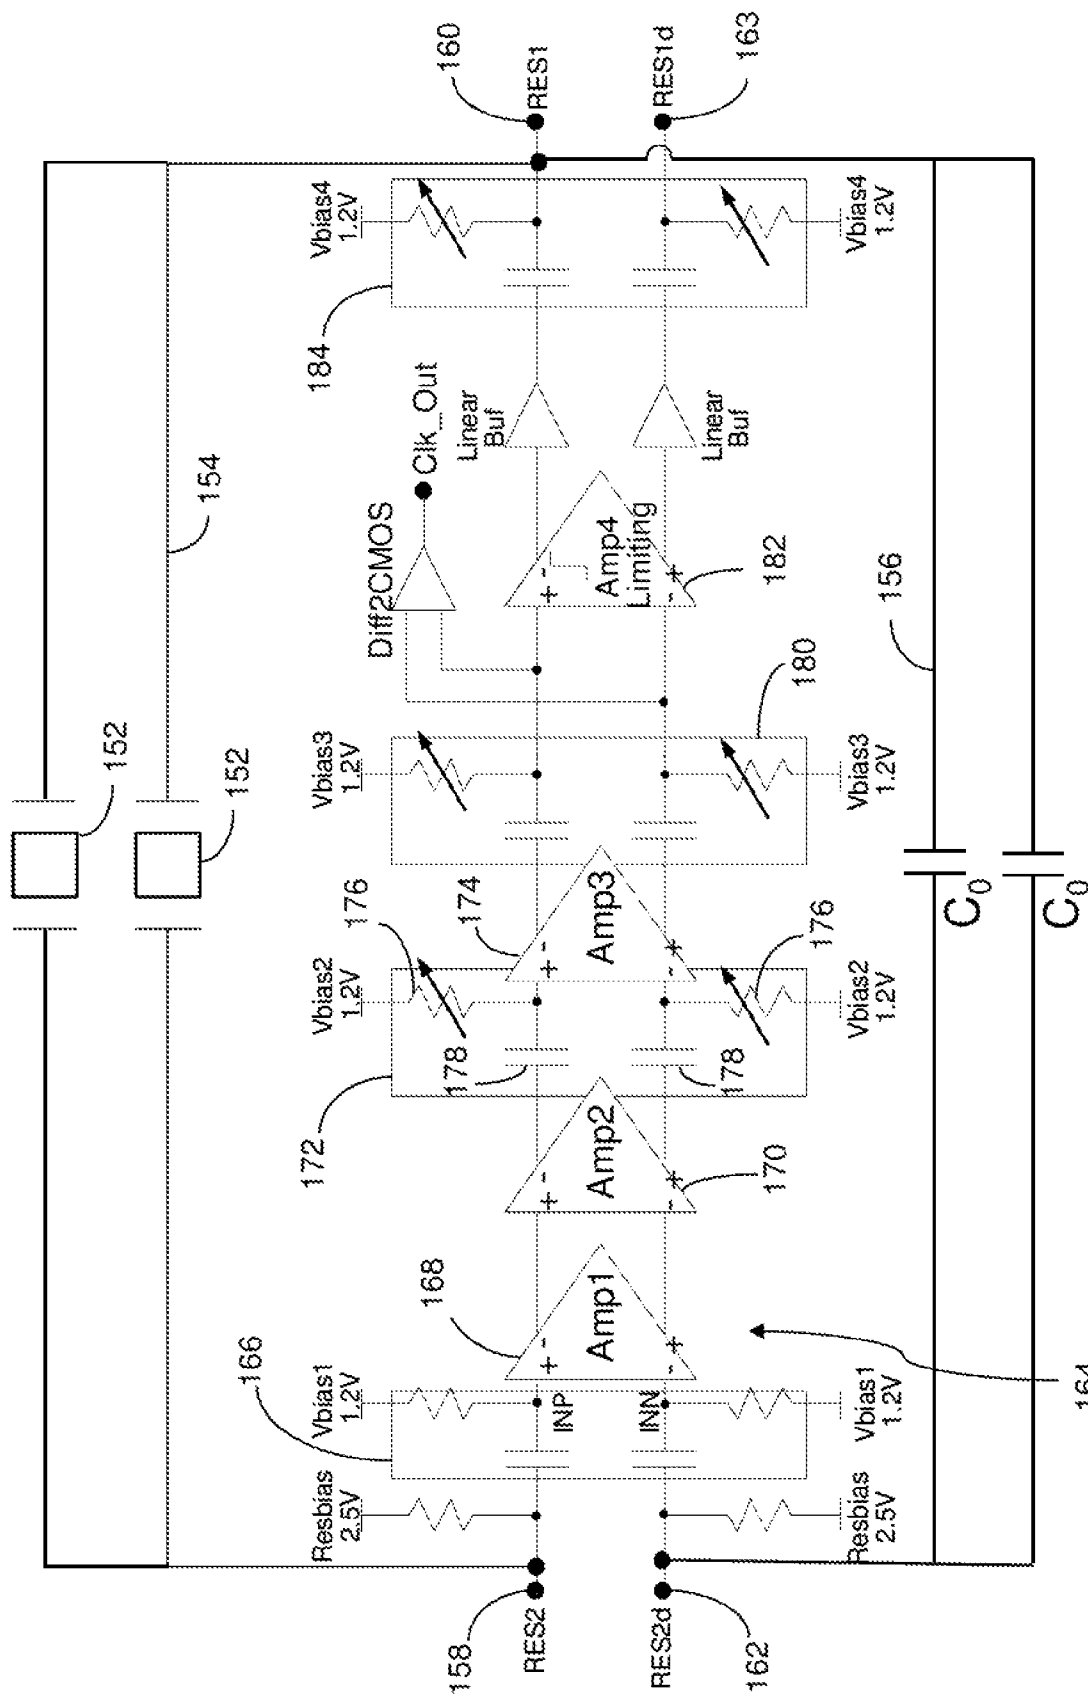 152
152
154
166
172
184
Resbias
2.5V
Vbias1
1.2V
Vbias2
1.2V
Vbias3
1.2V
Vbias4
1.2V
176
Diff2CMOS
Clk_Out
168
178
174
Linear
Buf
158
160
RES2
RES1
INP
+ -
+ -
+ -
+ -
Amp1
Amp2
Amp3
Amp4
Limiting
INN
- +
- +
- +
- +
RES2d
RES1d
163
178
Linear
Buf
162
170
182
176
180
Resbias
2.5V
Vbias1
1.2V
Vbias2
1.2V
Vbias3
1.2V
Vbias4
1.2V
156
C0
C0
164